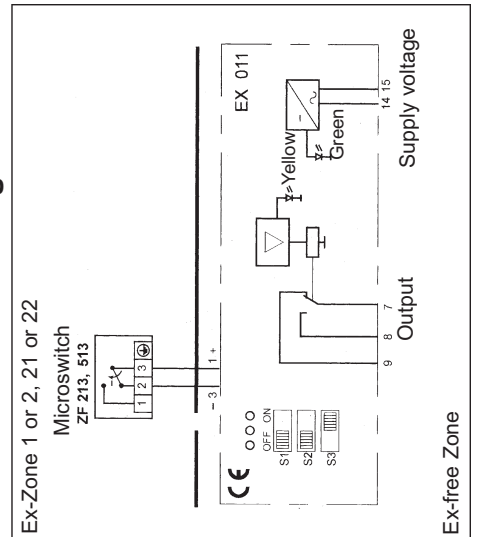 Ex-Zone 1 or 2, 21 or 22
Microswitch
ZF 213, 513
1 2 3
- 3 1 +
CE
OFF ON
S1
S2
S3
EX 011
Yellow
Green
9 8 7
Output
14 15
Supply voltage
Ex-free Zone